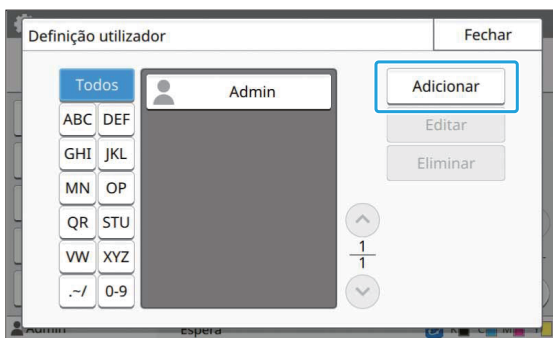 Definição utilizador
Fechar
Todos
Admin
Adicionar
ABC DEF
Editar
GHI JKL
Eliminar
MN OP
QR STU
1
VW XYZ
1
.~/ 0-9
Admin
Espera
K C M Y